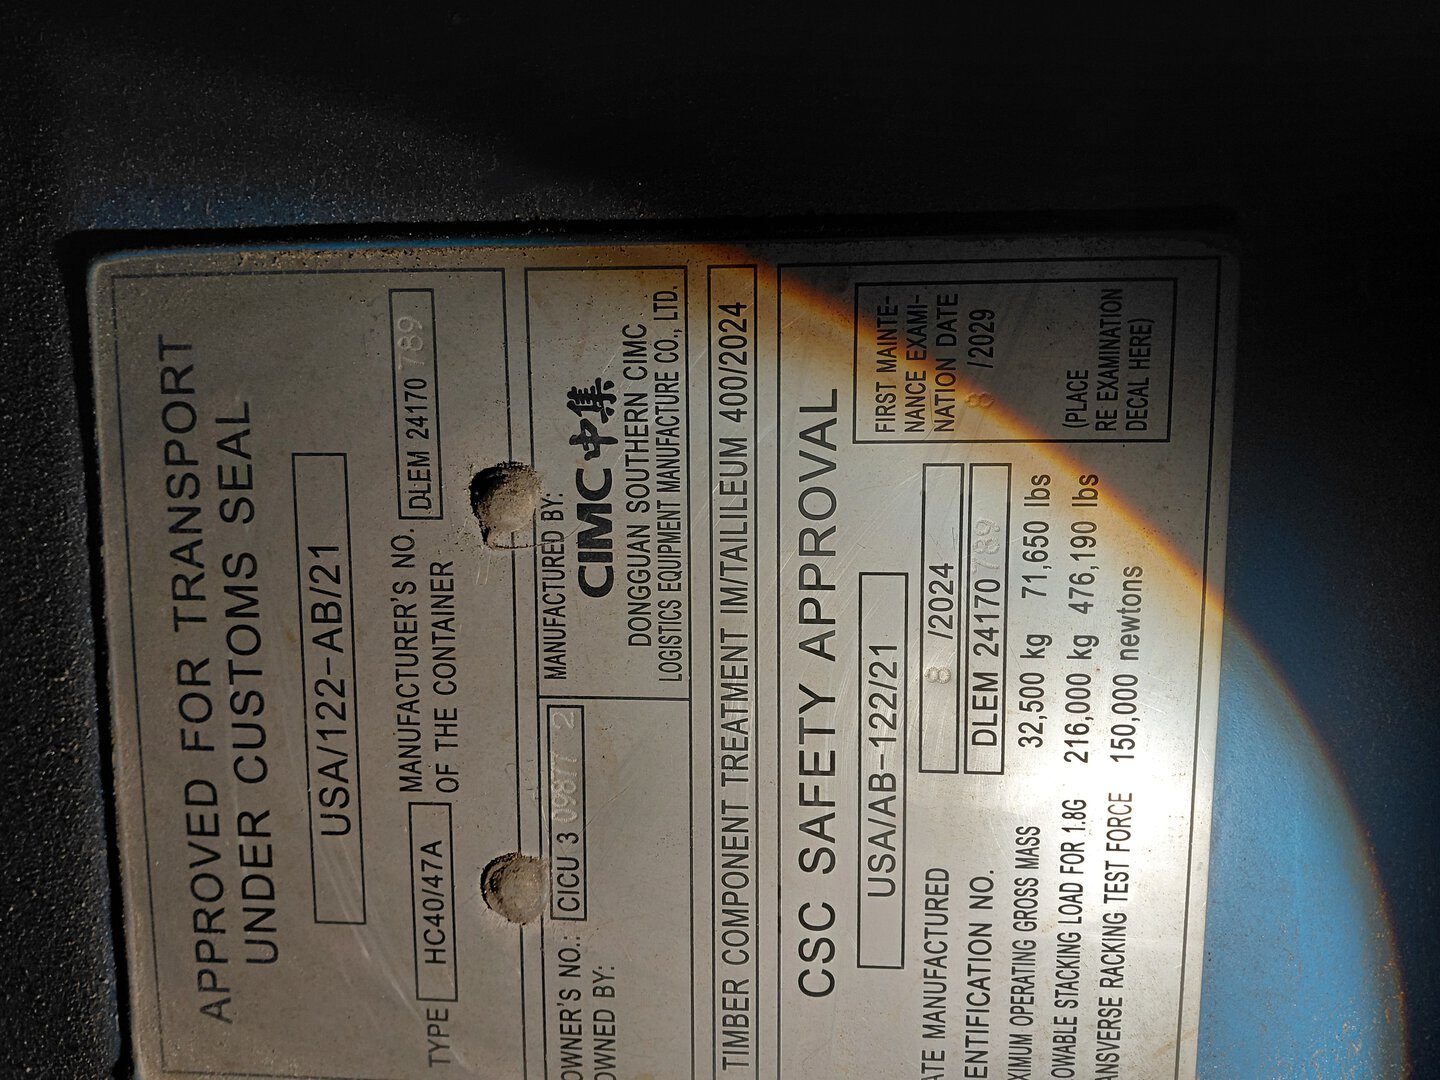 APPROVED FOR TRANSPORT
UNDER CUSTOMS SEAL
USA/122-AB/21
TYPE HC40/47A MANUFACTURER'S NO.
OF THE CONTAINER DLEM 24170 789
OWNER'S NO.: CICU 3 09877 2
OWNED BY:
MANUFACTURED BY:
CIMC中集
DONGGUAN SOUTHERN CIMC
LOGISTICS EQUIPMENT MANUFACTURE CO., LTD.
TIMBER COMPONENT TREATMENT IM/TAILILEUM 400/2024
CSC SAFETY APPROVAL
USA/AB-122/21
ATE MANUFACTURED 8 /2024
ENTIFICATION NO. DLEM 24170 789
XIMUM OPERATING GROSS MASS 32,500 kg 71,650 lbs
OWABLE STACKING LOAD FOR 1.8G 216,000 kg 476,190 lbs
ANSVERSE RACKING TEST FORCE 150,000 newtons
FIRST MAINTE-
NANCE EXAMI-
NATION DATE
8 /2029
(PLACE
RE EXAMINATION
DECAL HERE)